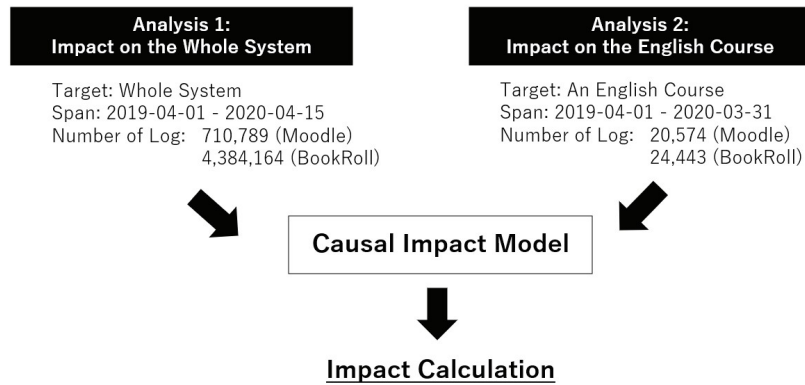 Analysis 1:
Impact on the Whole System
Target: Whole System
Span: 2019-04-01 - 2020-04-15
Number of Log: 710,789 (Moodle)
4,384,164 (BookRoll)
Analysis 2:
Impact on the English Course
Target: An English Course
Span: 2019-04-01 - 2020-03-31
Number of Log: 20,574 (Moodle)
24,443 (BookRoll)
Causal Impact Model
Impact Calculation